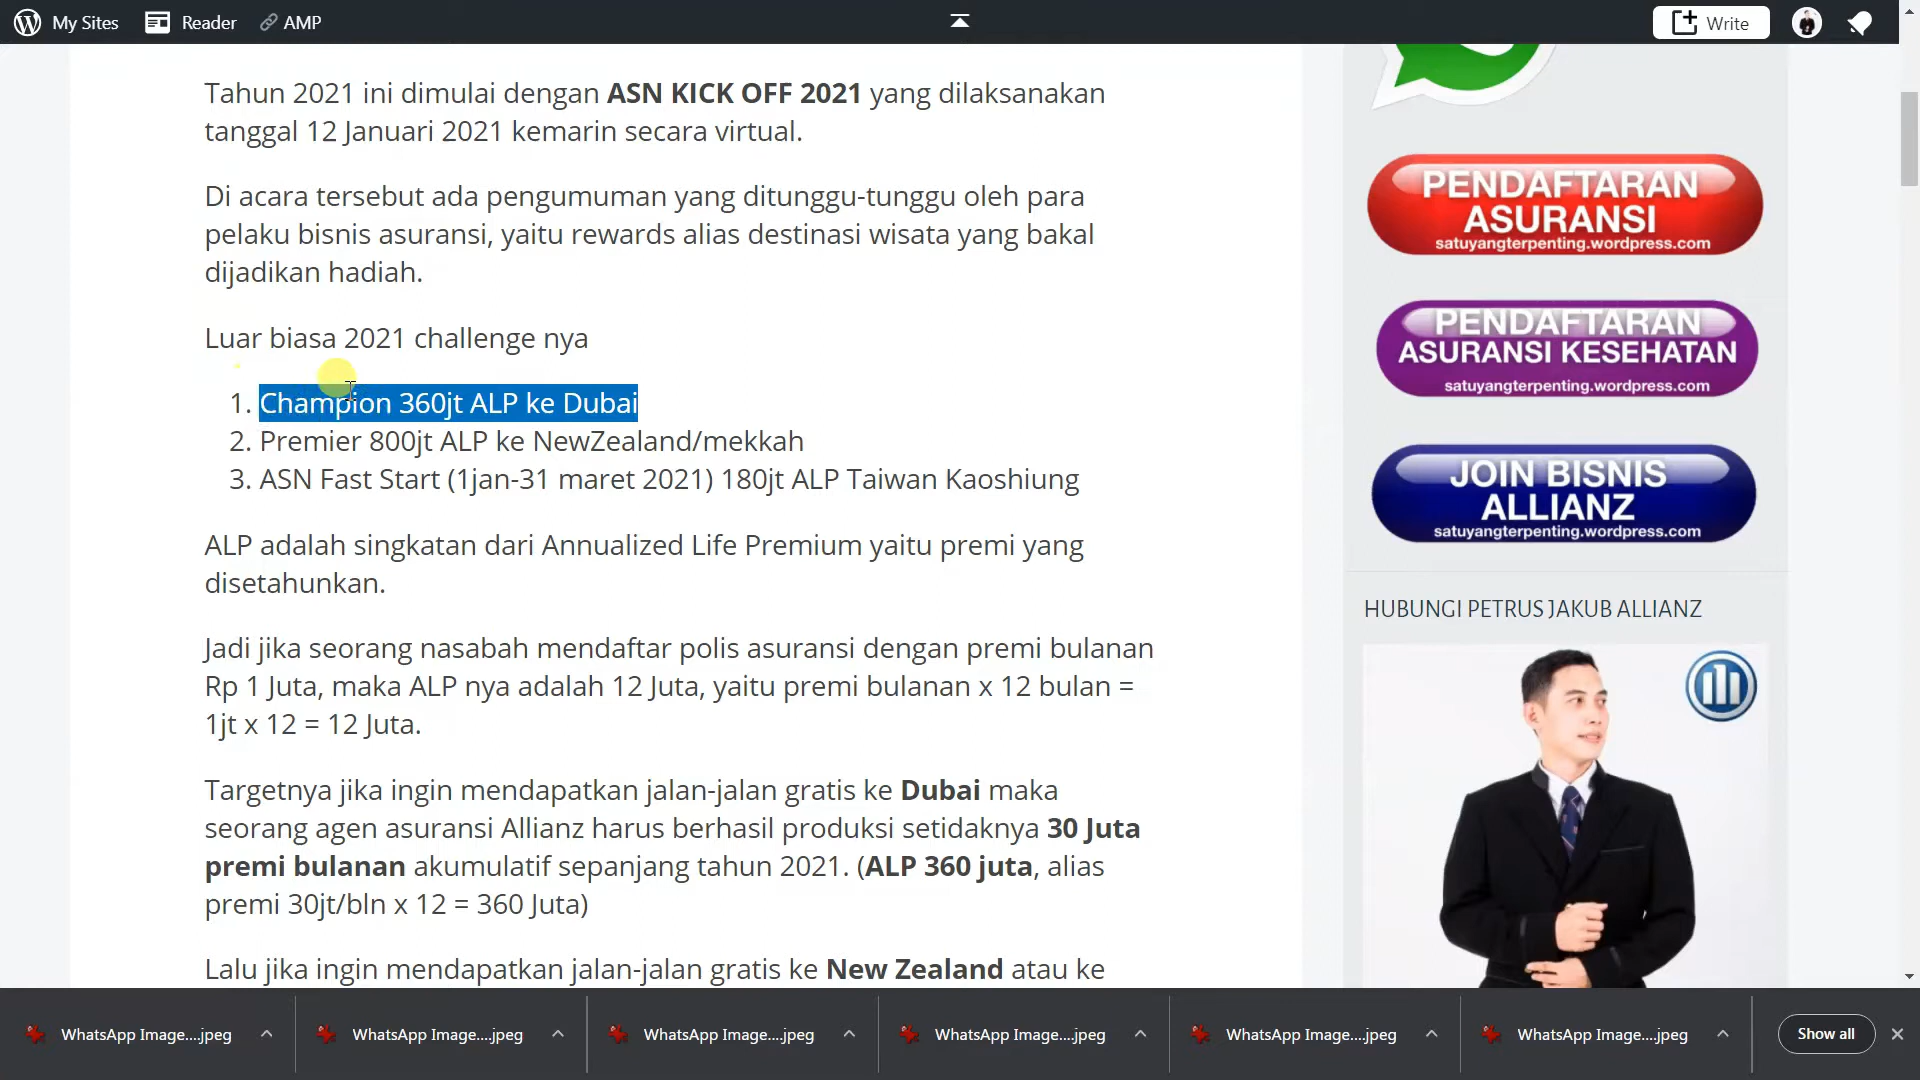 My Sites
Reader
AMP
Write
Tahun 2021 ini dimulai dengan ASN KICK OFF 2021 yang dilaksanakan
tanggal 12 Januari 2021 kemarin secara virtual.
Di acara tersebut ada pengumuman yang ditunggu-tunggu oleh para
pelaku bisnis asuransi, yaitu rewards alias destinasi wisata yang bakal
dijadikan hadiah.
Luar biasa 2021 challenge nya
1. Champion 360jt ALP ke Dubai
2. Premier 800jt ALP ke NewZealand/mekkah
3. ASN Fast Start (1jan-31 maret 2021) 180jt ALP Taiwan Kaoshiung
ALP adalah singkatan dari Annualized Life Premium yaitu premi yang
disetahunkan.
Jadi jika seorang nasabah mendaftar polis asuransi dengan premi bulanan
Rp 1 Juta, maka ALP nya adalah 12 Juta, yaitu premi bulanan x 12 bulan =
1jt x 12 = 12 Juta.
Targetnya jika ingin mendapatkan jalan-jalan gratis ke Dubai maka
seorang agen asuransi Allianz harus berhasil produksi setidaknya 30 Juta
premi bulanan akumulatif sepanjang tahun 2021. (ALP 360 juta, alias
premi 30jt/bln x 12 = 360 Juta)
Lalu jika ingin mendapatkan jalan-jalan gratis ke New Zealand atau ke
PENDAFTARAN
ASURANSI
satuyangterpenting.wordpress.com
PENDAFTARAN
ASURANSI KESEHATAN
satuyangterpenting.wordpress.com
JOIN BISNIS
ALLIANZ
satuyangterpenting.wordpress.com
HUBUNGI PETRUS JAKUB ALLIANZ
WhatsApp Image....jpeg
WhatsApp Image....jpeg
WhatsApp Image....jpeg
WhatsApp Image....jpeg
WhatsApp Image....jpeg
WhatsApp Image....jpeg
Show all